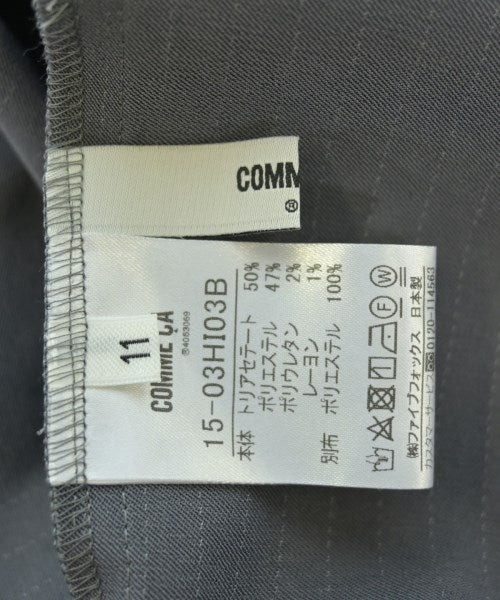 COMM
®
11
COMME ÇA
®4053069
15-03HI03B
本体 トリアセテート 50%
ポリエステル 47%
ポリウレタン 2%
レーヨン 1%
別布 ポリエステル 100%
F W
㈱ファイブフォックス 日本製
カスタマーサービス 0120-114563